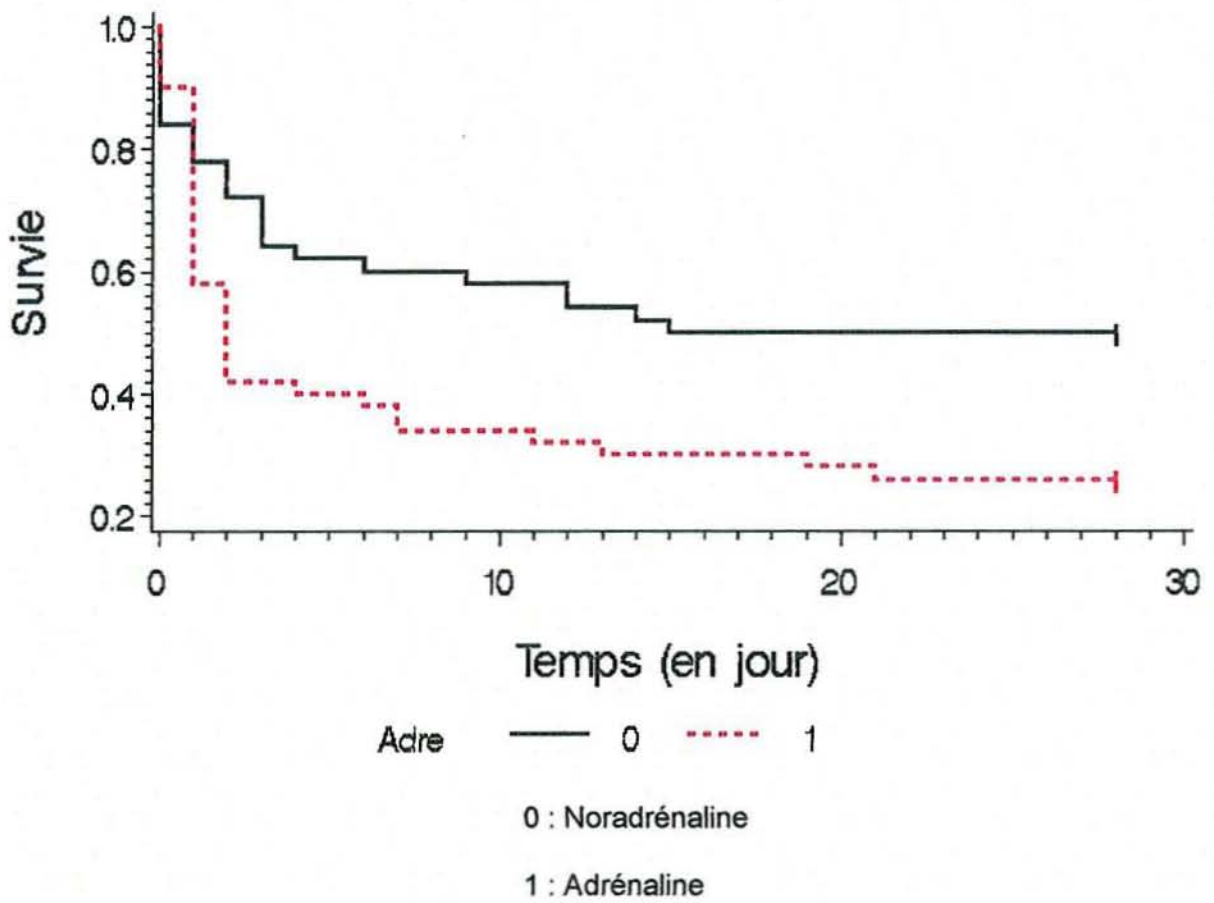 1.0
0.8
0.6
0.4
0.2
Survie
0 10 20 30
Temps (en jour)
Adre 0 1
0 : Noradrénaline
1 : Adrénaline